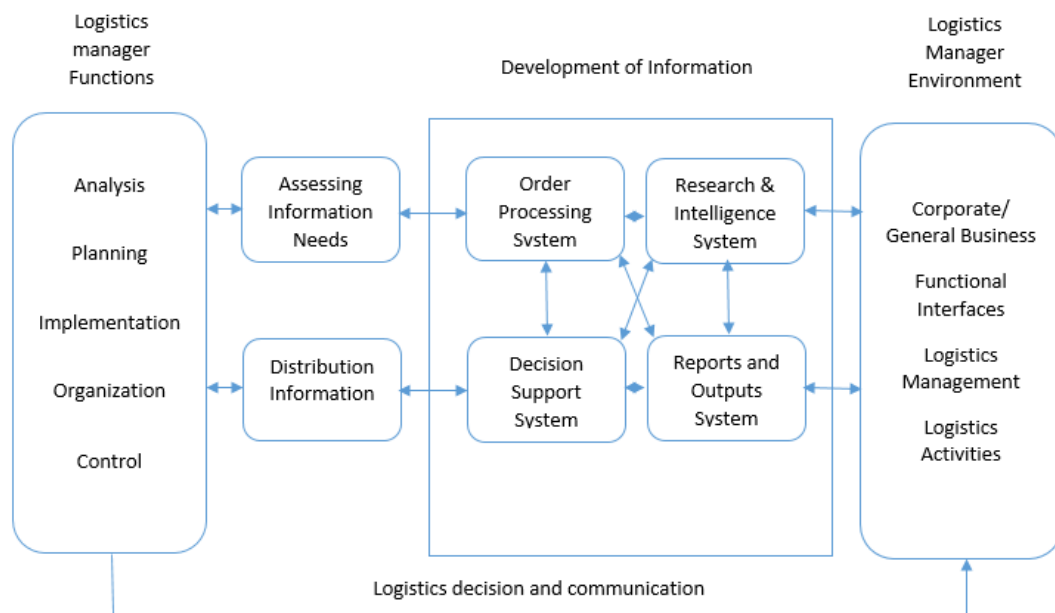 Logistics
manager
Functions
Development of Information
Logistics
Manager
Environment
Analysis
Planning
Implementation
Organization
Control
Assessing
Information
Needs
Distribution
Information
Order
Processing
System
Research &
Intelligence
System
Decision
Support
System
Reports and
Outputs
System
Corporate/
General Business
Functional
Interfaces
Logistics
Management
Logistics
Activities
Logistics decision and communication